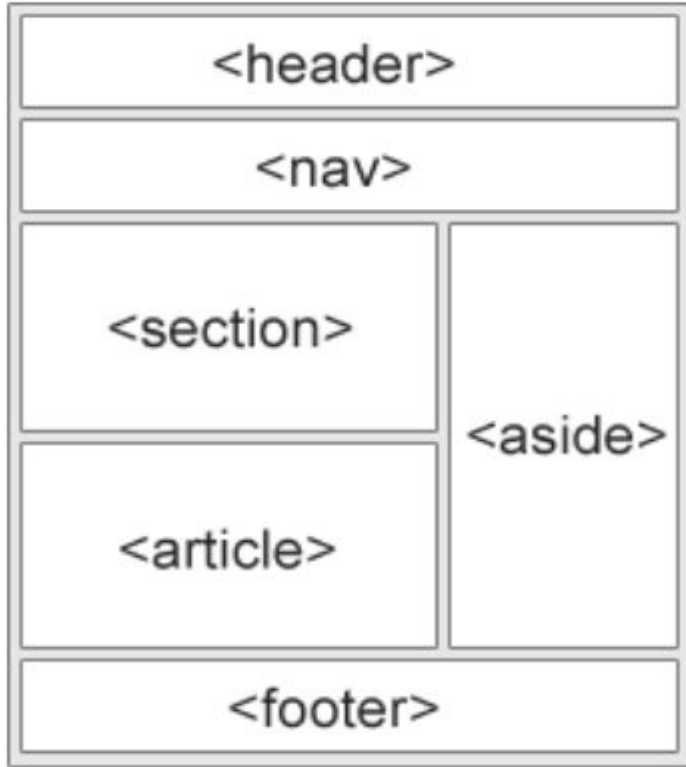 <header>
<nav>
<section>
<aside>
<article>
<footer>